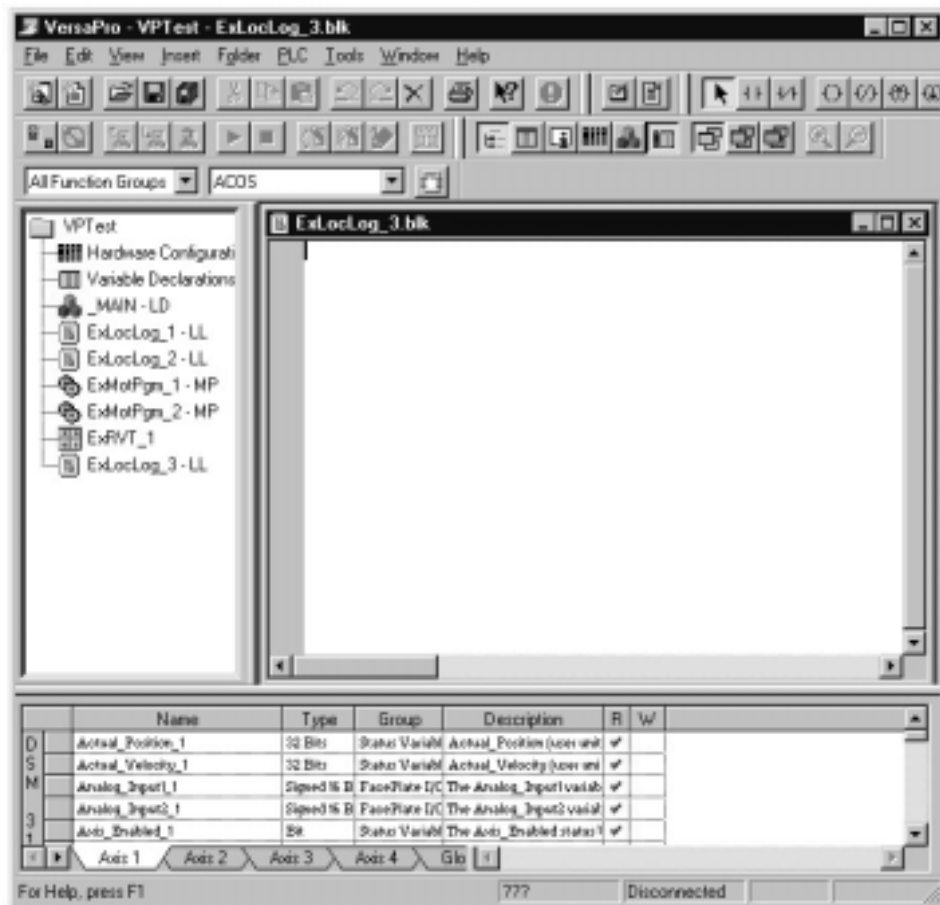 VersaPro - VPTest - ExLocLog_3.blk
File Edit View Insert Folder PLC Tools Window Help
All Function Groups ACOS
VPTest
Hardware Configurati
Variable Declarations
_MAIN - LD
ExLocLog_1 - LL
ExLocLog_2 - LL
ExMotPgm_1 - MP
ExMotPgm_2 - MP
ExRVT_1
ExLocLog_3 - LL
ExLocLog_3.blk
Name Type Group Description R W
Actual_Position_1 32 Bits Status Variabl Actual_Position (user unit
Actual_Velocity_1 32 Bits Status Variabl Actual_Velocity (user uni
Analog_Input1_1 Signed 16 B FacePlate I/O The Analog_Input1 variab
Analog_Input2_1 Signed 16 B FacePlate I/O The Analog_Input2 variab
Axis_Enabled_1 Bit Status Variabl The Axis_Enabled status
DSM 31
Axis 1 Axis 2 Axis 3 Axis 4 Glo
For Help, press F1 ??? Disconnected